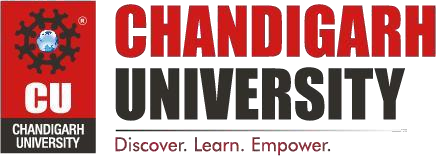 ®
CU
CHANDIGARH
UNIVERSITY
CHANDIGARH
UNIVERSITY
Discover. Learn. Empower.